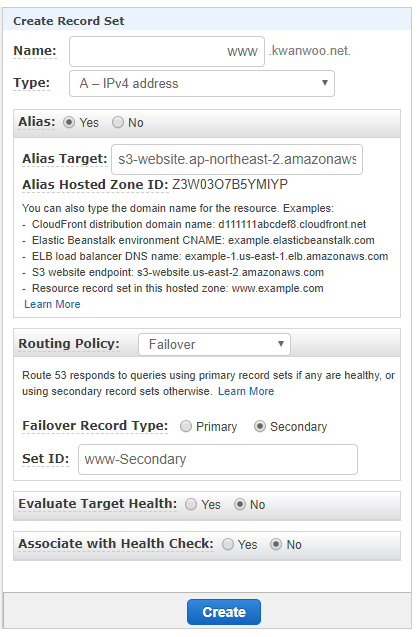 Create Record Set
Name: www .kwanwoo.net.
Type: A – IPv4 address
Alias: Yes No
Alias Target: s3-website.ap-northeast-2.amazonaws
Alias Hosted Zone ID: Z3W03O7B5YMIYP
You can also type the domain name for the resource. Examples:
- CloudFront distribution domain name: d111111abcdef8.cloudfront.net
- Elastic Beanstalk environment CNAME: example.elasticbeanstalk.com
- ELB load balancer DNS name: example-1.us-east-1.elb.amazonaws.com
- S3 website endpoint: s3-website.us-east-2.amazonaws.com
- Resource record set in this hosted zone: www.example.com
Learn More
Routing Policy: Failover
Route 53 responds to queries using primary record sets if any are healthy, or
using secondary record sets otherwise. Learn More
Failover Record Type: Primary Secondary
Set ID: www-Secondary
Evaluate Target Health: Yes No
Associate with Health Check: Yes No
Create